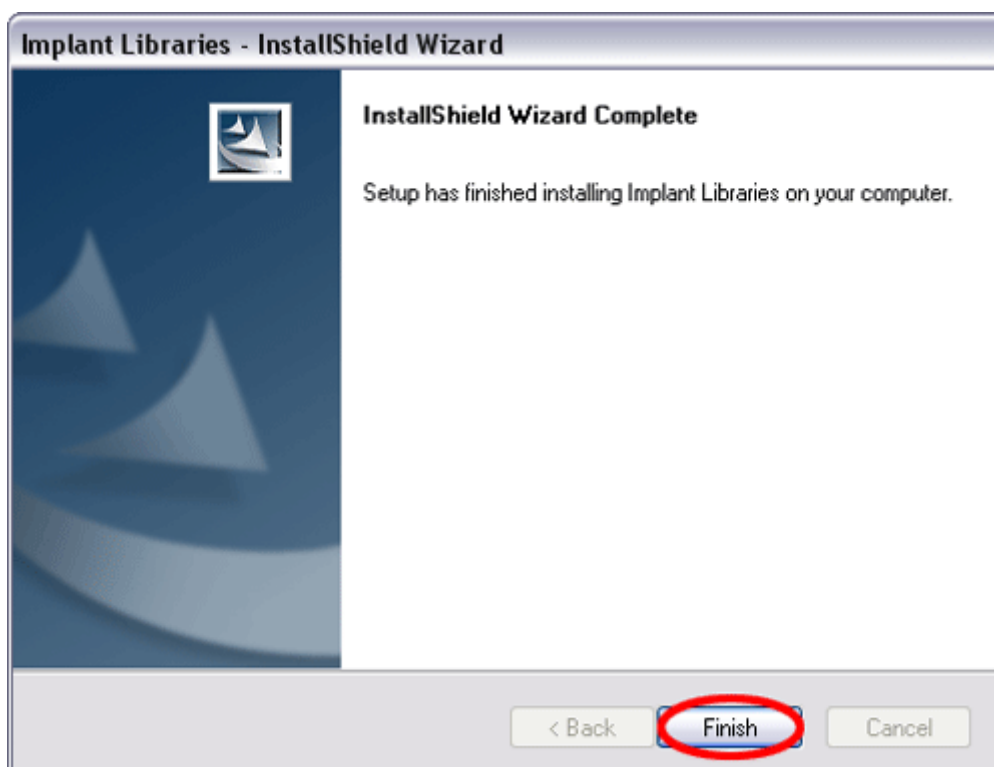 Implant Libraries - InstallShield Wizard
InstallShield Wizard Complete
Setup has finished installing Implant Libraries on your computer.
< Back
Finish
Cancel